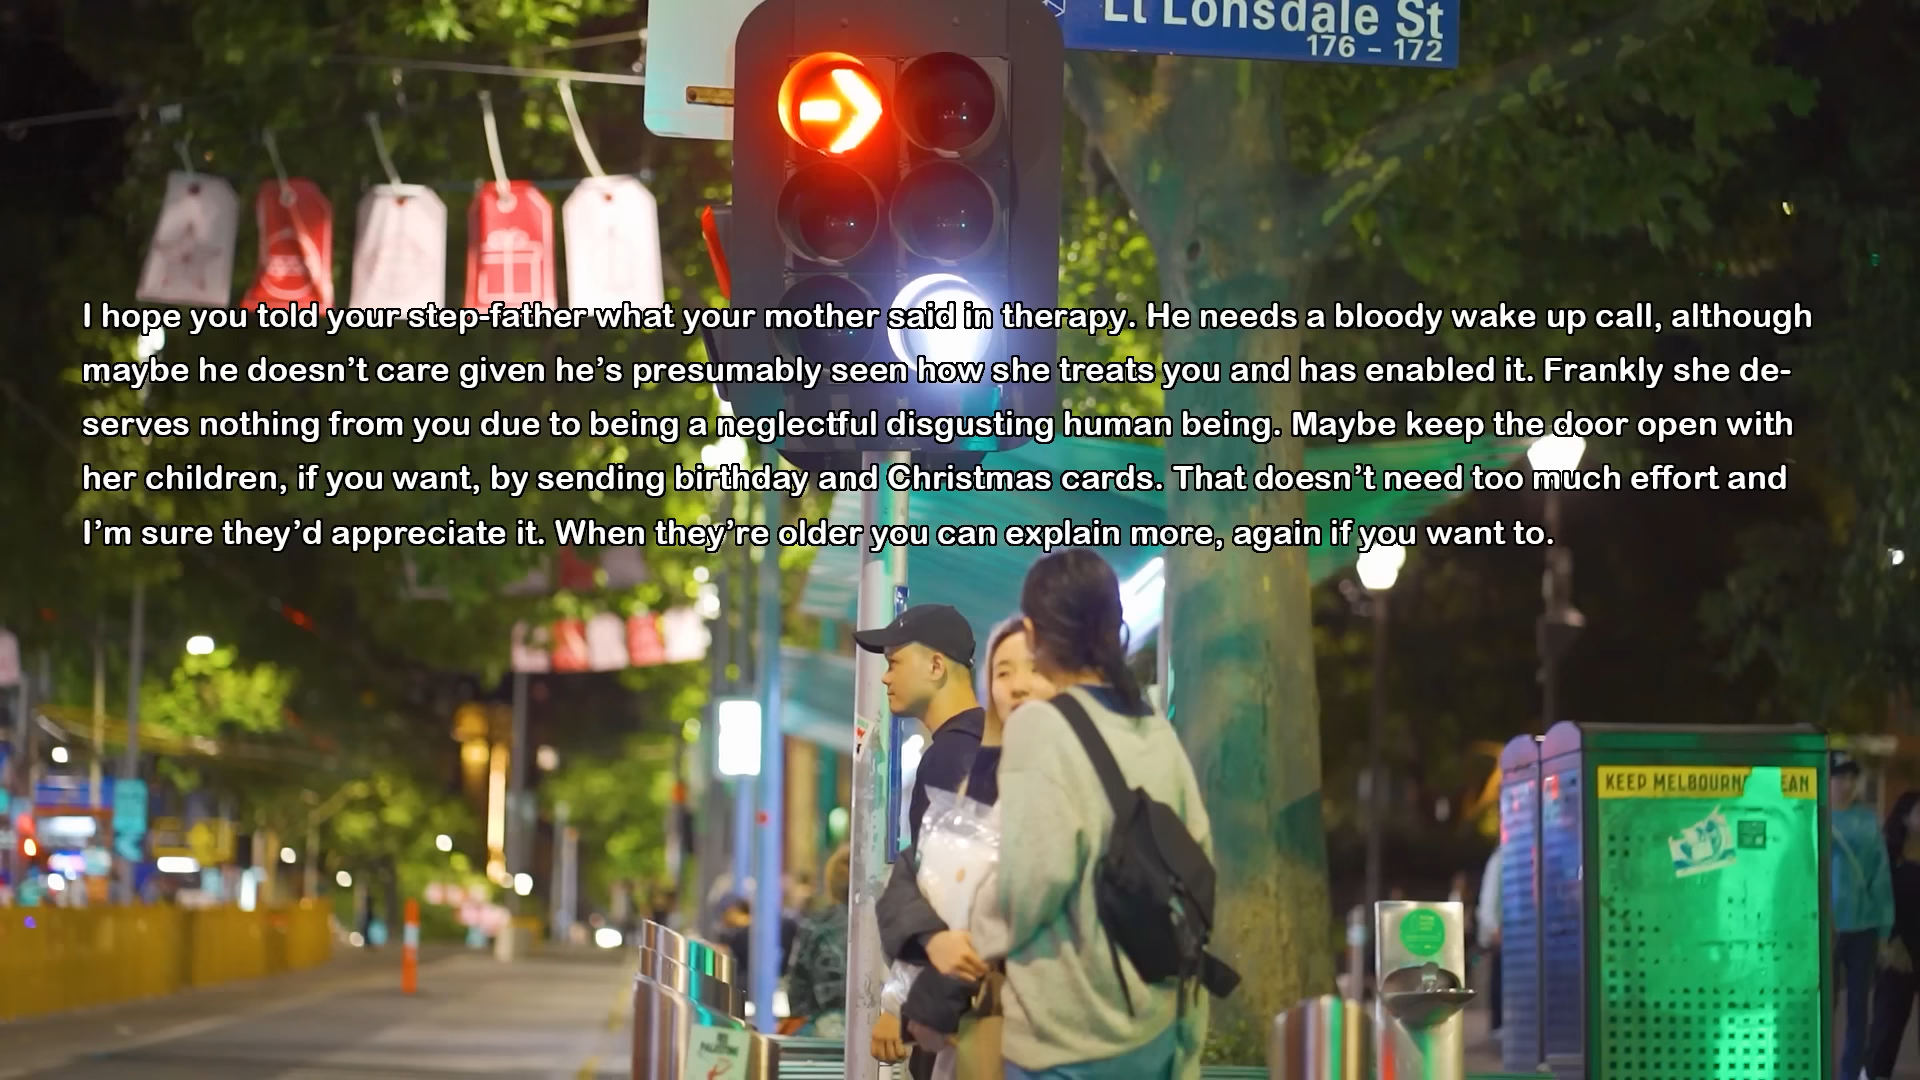 Lt Lonsdale St
176 – 172
I hope you told your step-father what your mother said in therapy. He needs a bloody wake up call, although
maybe he doesn’t care given he’s presumably seen how she treats you and has enabled it. Frankly she de-
serves nothing from you due to being a neglectful disgusting human being. Maybe keep the door open with
her children, if you want, by sending birthday and Christmas cards. That doesn’t need too much effort and
I’m sure they’d appreciate it. When they’re older you can explain more, again if you want to.
KEEP MELBOURNE